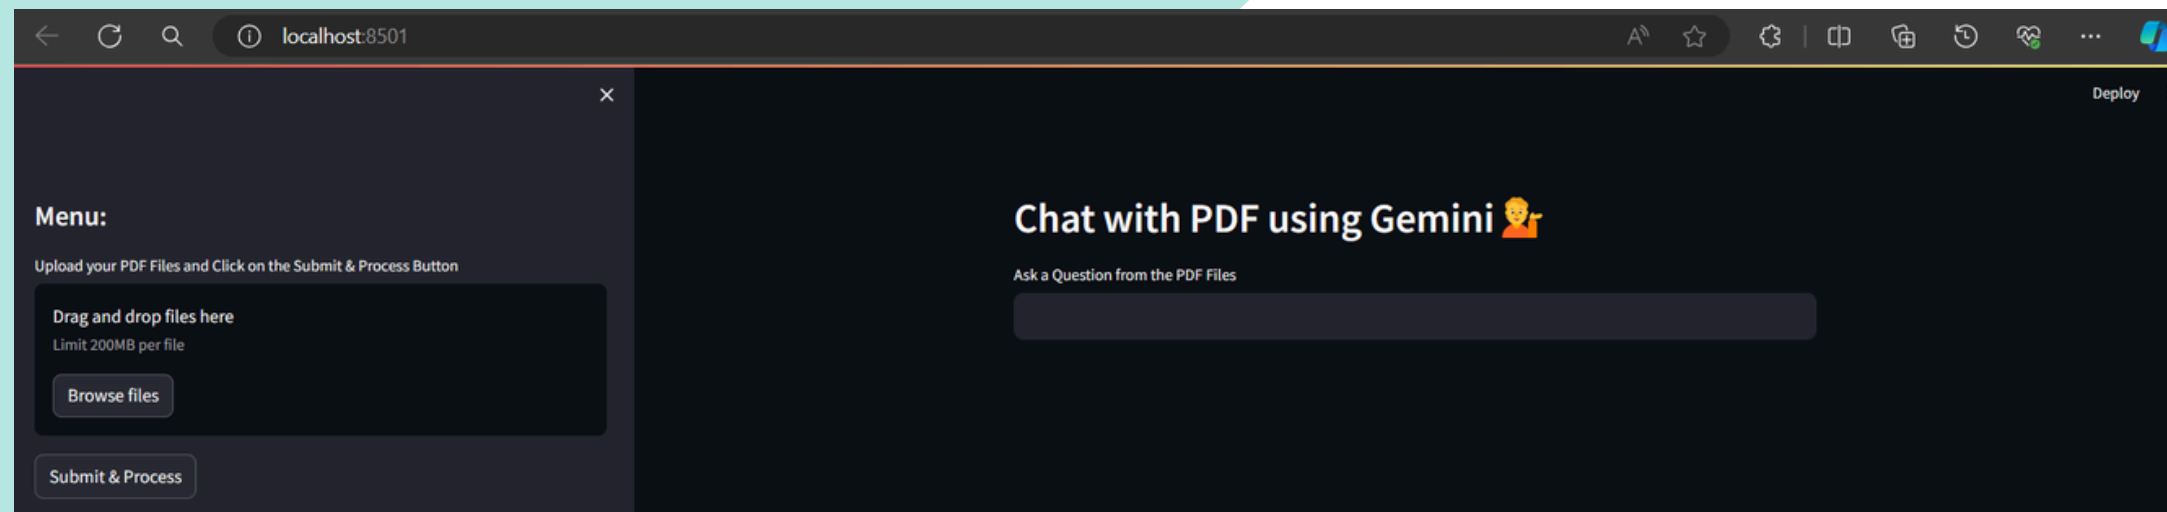 localhost:8501
Deploy
Menu:
Upload your PDF Files and Click on the Submit & Process Button
Drag and drop files here
Limit 200MB per file
Browse files
Submit & Process
Chat with PDF using Gemini💁
Ask a Question from the PDF Files